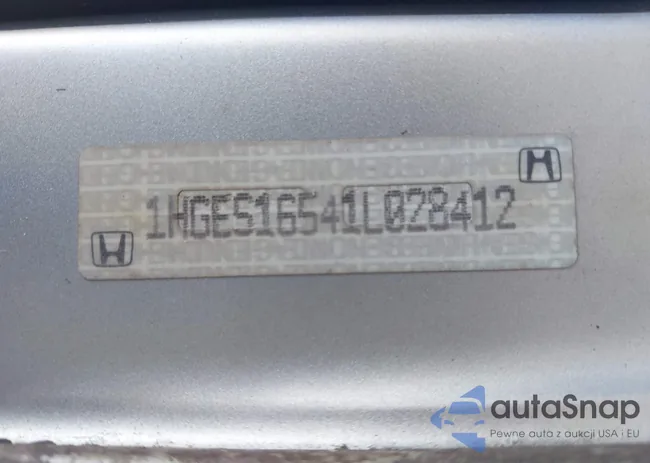 1HGES16541L028412
autaSnap
Pewne auta z aukcji USA i EU